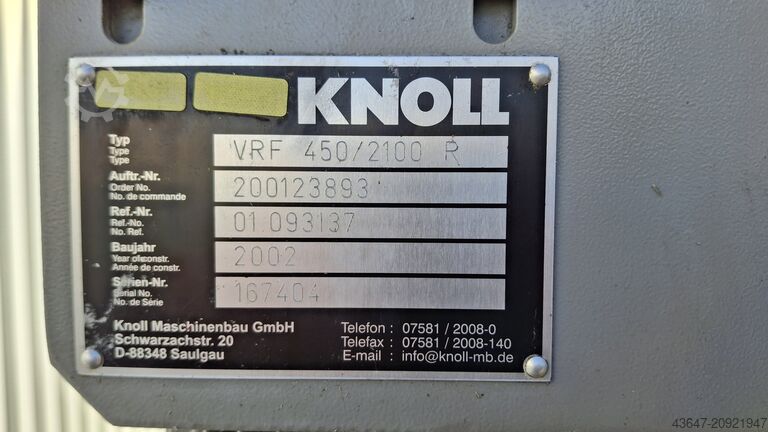 KNOLL
Typ
Type
Type
VRF 450/2100 R
Auftr.-Nr.
Order No.
No. de commande
200123893
Ref.-Nr.
Ref.-No.
No. Ref.
01.093137
Baujahr
Year of constr.
Année de constr.
2002
Serien-Nr.
Serial No.
No. de Série
167404
Knoll Maschinenbau GmbH
Schwarzachstr. 20
D-88348 Saulgau
Telefon : 07581 / 2008-0
Telefax : 07581 / 2008-140
E-mail : info@knoll-mb.de
43647-20921947